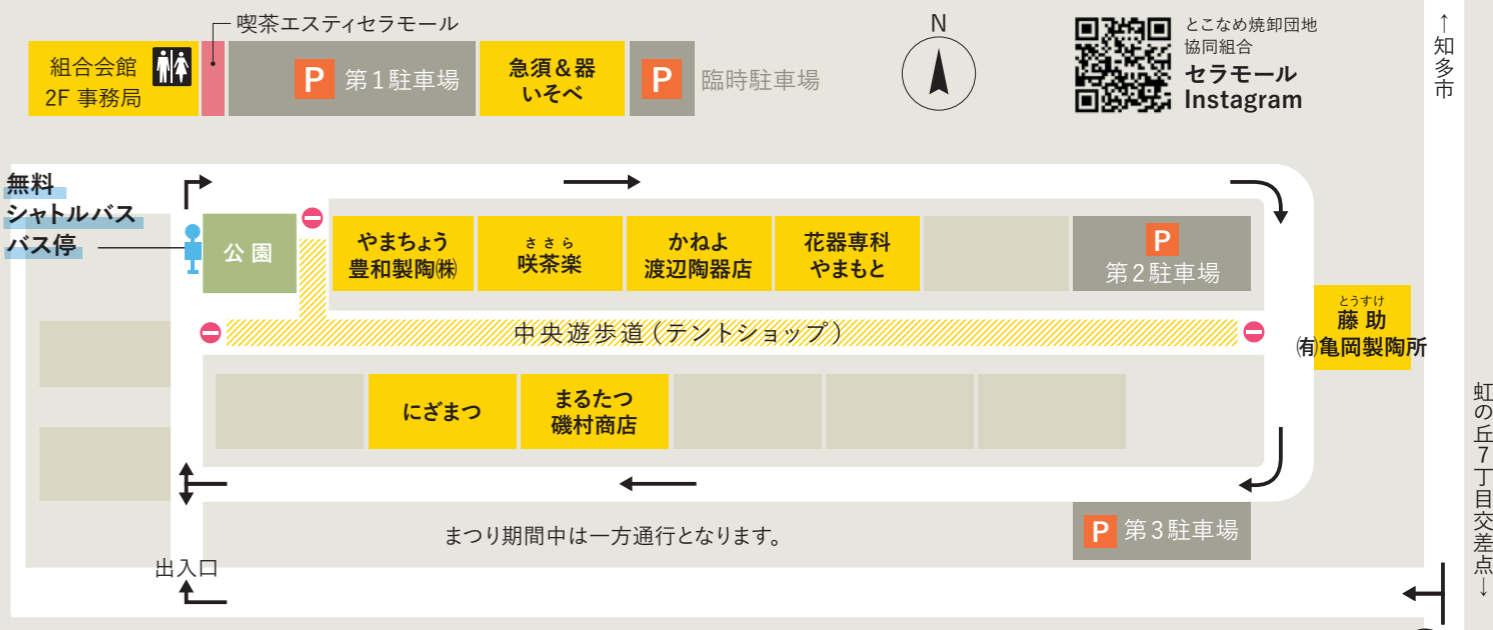 喫茶エスティセラモール
組合会館
2F 事務局
P 第1駐車場
急須&器
いそべ
P 臨時駐車場
N
とこなめ焼卸団地
協同組合
セラモール
Instagram
↑知多市
無料
シャトルバス
バス停
公園
やまちょう
豊和製陶㈱
ささら
咲茶楽
かねよ
渡辺陶器店
花器専科
やまもと
P
第2駐車場
とうすけ
藤助
㈲亀岡製陶所
中央遊歩道(テントショップ)
にざまつ
まるたつ
磯村商店
虹の丘7丁目交差点↓
まつり期間中は一方通行となります。
P 第3駐車場
出入口